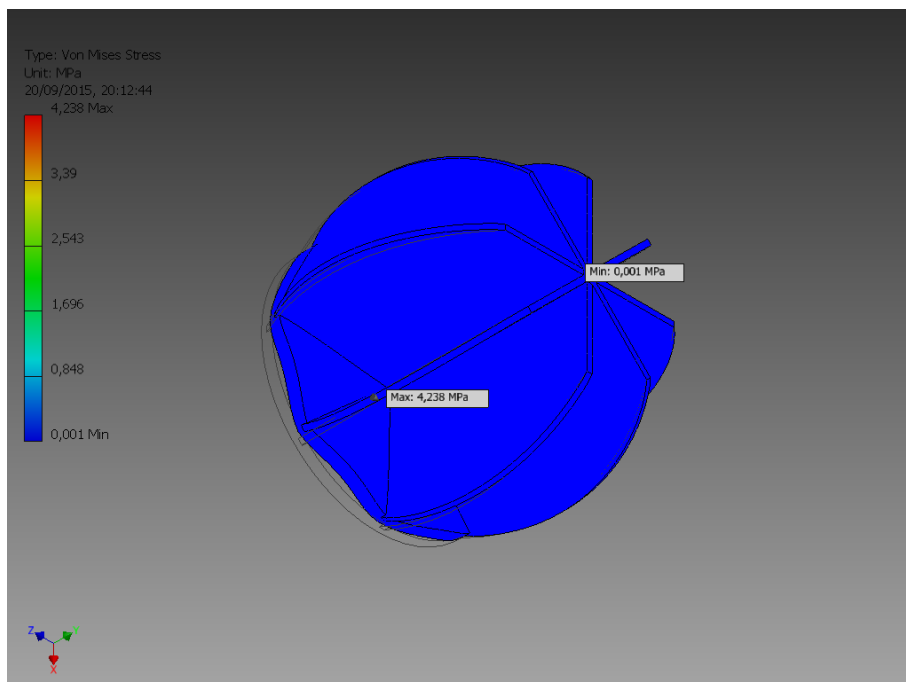 Type: Von Mises Stress
Unit: MPa
20/09/2015, 20:12:44
4,238 Max
3,39
2,543
1,696
0,848
0,001 Min
Min: 0,001 MPa
Max: 4,238 MPa
Z
Y
X